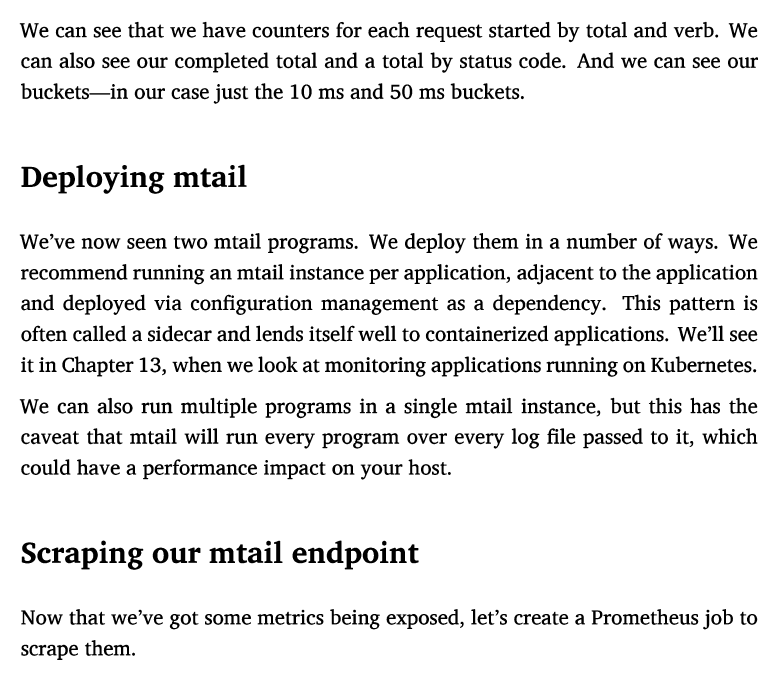 We can see that we have counters for each request started by total and verb. We
can also see our completed total and a total by status code. And we can see our
buckets—in our case just the 10 ms and 50 ms buckets.
Deploying mtail
We’ve now seen two mtail programs. We deploy them in a number of ways. We
recommend running an mtail instance per application, adjacent to the application
and deployed via configuration management as a dependency. This pattern is
often called a sidecar and lends itself well to containerized applications. We’ll see
it in Chapter 13, when we look at monitoring applications running on Kubernetes.
We can also run multiple programs in a single mtail instance, but this has the
caveat that mtail will run every program over every log file passed to it, which
could have a performance impact on your host.
Scraping our mtail endpoint
Now that we’ve got some metrics being exposed, let’s create a Prometheus job to
scrape them.